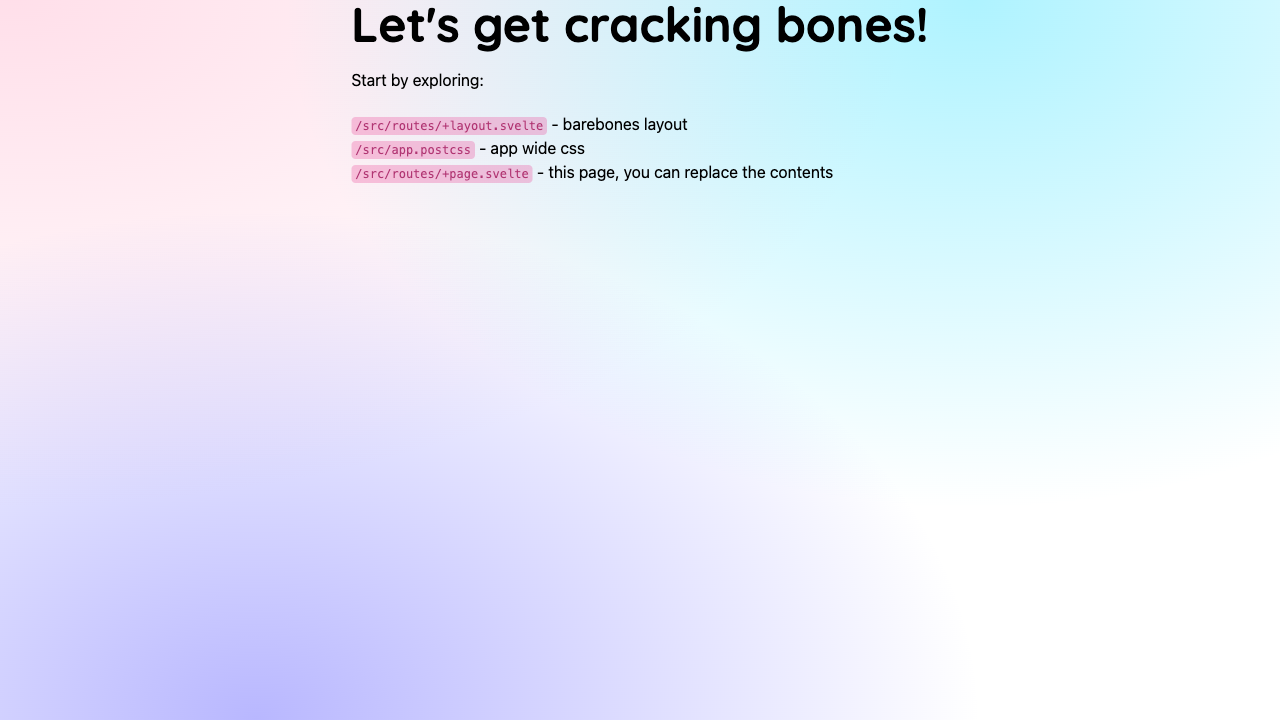 Let's get cracking bones!
Start by exploring:
/src/routes/+layout.svelte - barebones layout
/src/app.postcss - app wide css
/src/routes/+page.svelte - this page, you can replace the contents